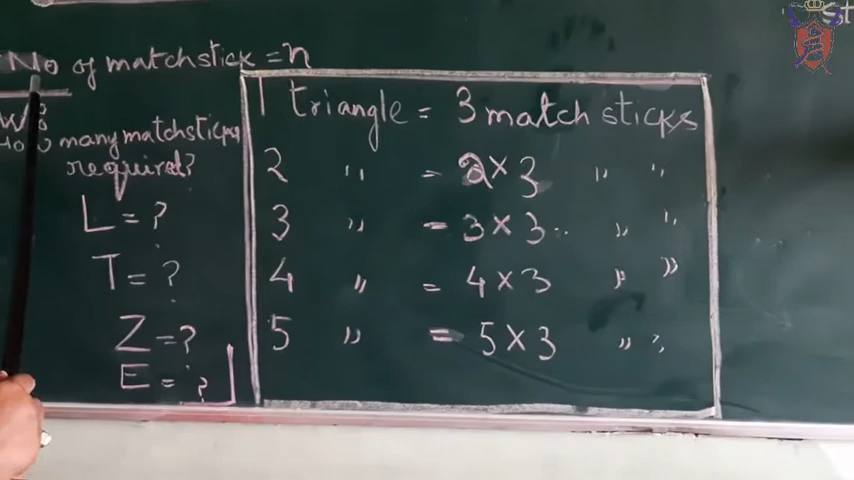 No of matchstick = n
How many matchsticks
required?
L = ?
T = ?
Z = ?
E = ?
1 triangle = 3 match sticks
2 " = 2 × 3 " "
3 " = 3 × 3 " "
4 " = 4 × 3 " "
5 " = 5 × 3 " "
St